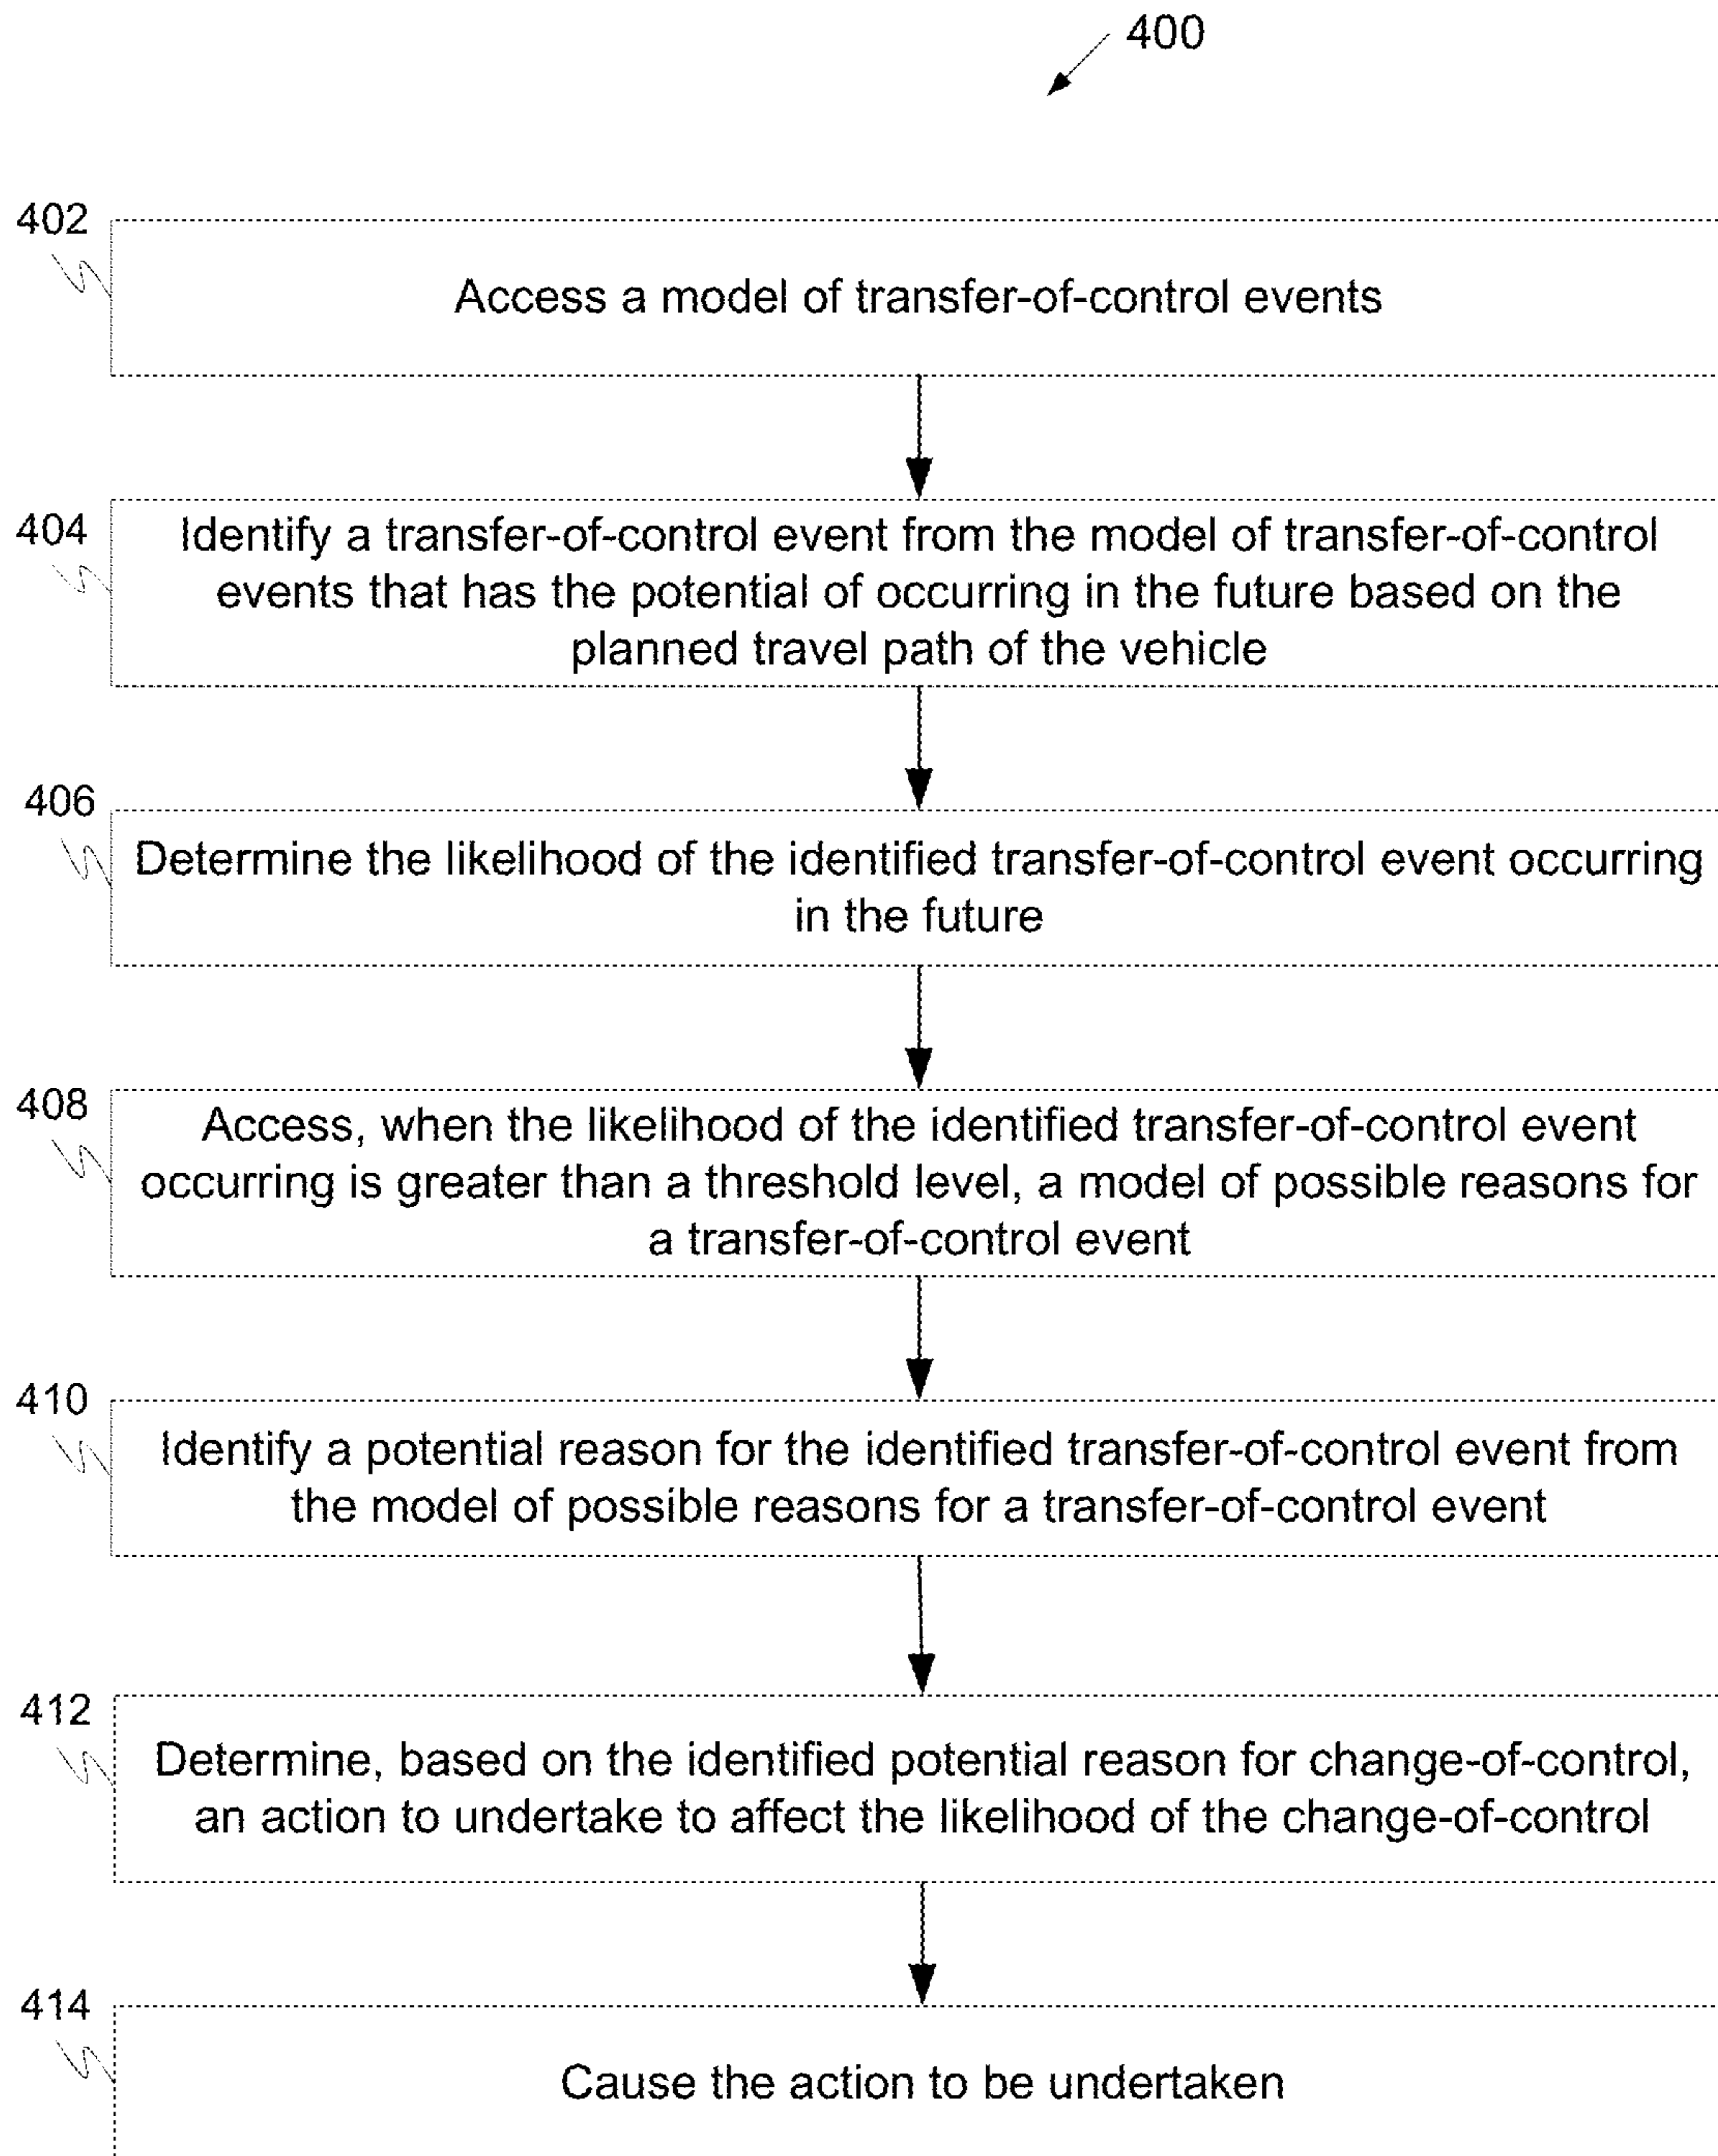 400
402
Access a model of transfer-of-control events
404
Identify a transfer-of-control event from the model of transfer-of-control
events that has the potential of occurring in the future based on the
planned travel path of the vehicle
406
Determine the likelihood of the identified transfer-of-control event occurring
in the future
408
Access, when the likelihood of the identified transfer-of-control event
occurring is greater than a threshold level, a model of possible reasons for
a transfer-of-control event
410
Identify a potential reason for the identified transfer-of-control event from
the model of possible reasons for a transfer-of-control event
412
Determine, based on the identified potential reason for change-of-control,
an action to undertake to affect the likelihood of the change-of-control
414
Cause the action to be undertaken